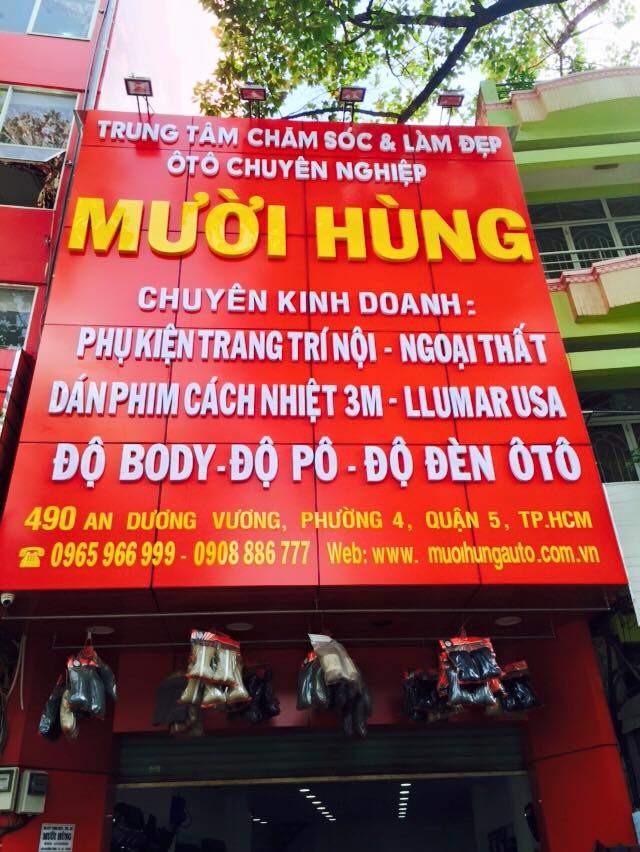 TRUNG TÂM CHĂM SÓC & LÀM ĐẸP
ÔTÔ CHUYÊN NGHIỆP
MƯỜI HÙNG
CHUYÊN KINH DOANH:
PHỤ KIỆN TRANG TRÍ NỘI - NGOẠI THẤT
DÁN PHIM CÁCH NHIỆT 3M - LLUMAR USA
ĐỘ BODY - ĐỘ PÔ - ĐỘ ĐÈN ÔTÔ
490 AN DƯƠNG VƯƠNG, PHƯỜNG 4, QUẬN 5, TP.HCM
☎ 0965 966 999 - 0908 886 777 Web: www. muoihungauto.com.vn
MƯỜI HÙNG